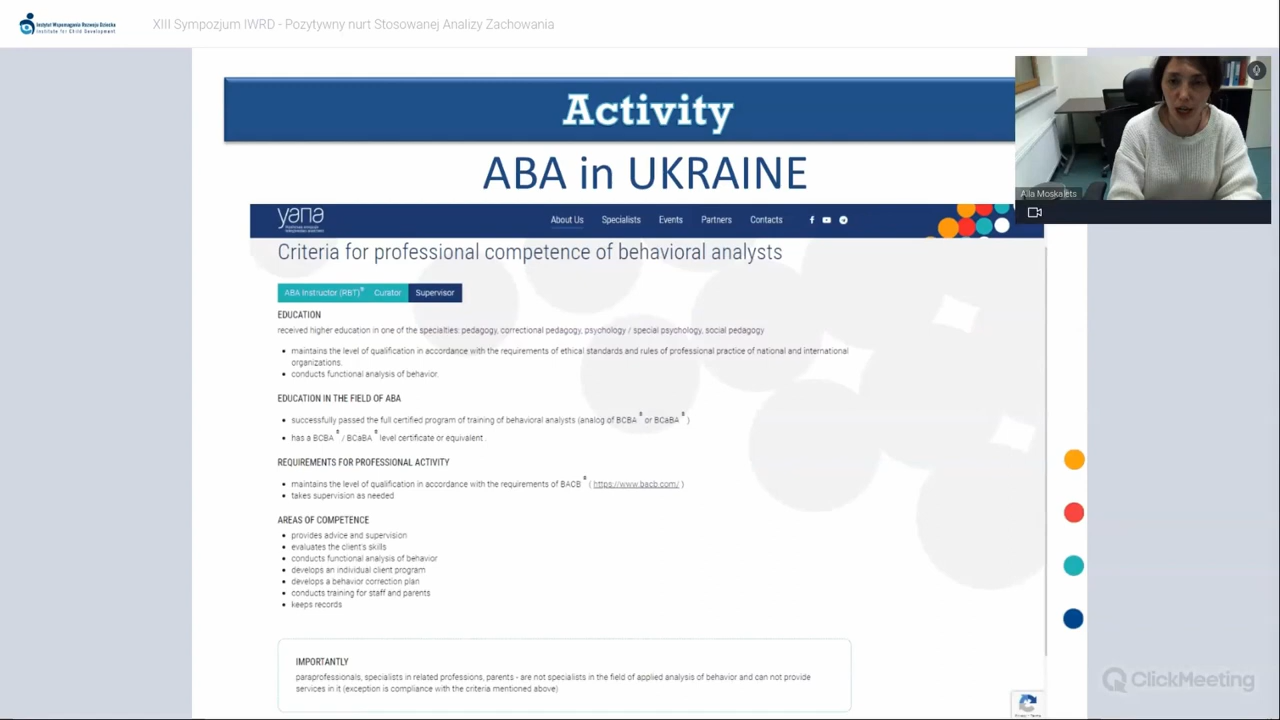 Instytut Wspomagania Rozwoju Dziecka
Institute for Child Development
XIII Sympozjum IWRD - Pozytywny nurt Stosowanej Analizy Zachowania
Activity
ABA in UKRAINE
Alla Moskalets
About Us Specialists Events Partners Contacts
Criteria for professional competence of behavioral analysts
ABA Instructor (RBT)® Curator Supervisor
EDUCATION
received higher education in one of the specialties: pedagogy, correctional pedagogy, psychology / special psychology, social pedagogy
• maintains the level of qualification in accordance with the requirements of ethical standards and rules of professional practice of national and international
organizations.
• conducts functional analysis of behavior.
EDUCATION IN THE FIELD OF ABA
• successfully passed the full certified program of training of behavioral analysts (analog of BCBA ® or BCaBA ® )
• has a BCBA ® / BCaBA ® level certificate or equivalent .
REQUIREMENTS FOR PROFESSIONAL ACTIVITY
• maintains the level of qualification in accordance with the requirements of BACB ® ( https://www.bacb.com/ )
• takes supervision as needed
AREAS OF COMPETENCE
• provides advice and supervision
• evaluates the client's skills
• conducts functional analysis of behavior
• develops an individual client program
• develops a behavior correction plan
• conducts training for staff and parents
• keeps records
IMPORTANTLY
paraprofessionals, specialists in related professions, parents - are not specialists in the field of applied analysis of behavior and can not provide
services in it (exception is compliance with the criteria mentioned above)
Privacy - Terms
ClickMeeting